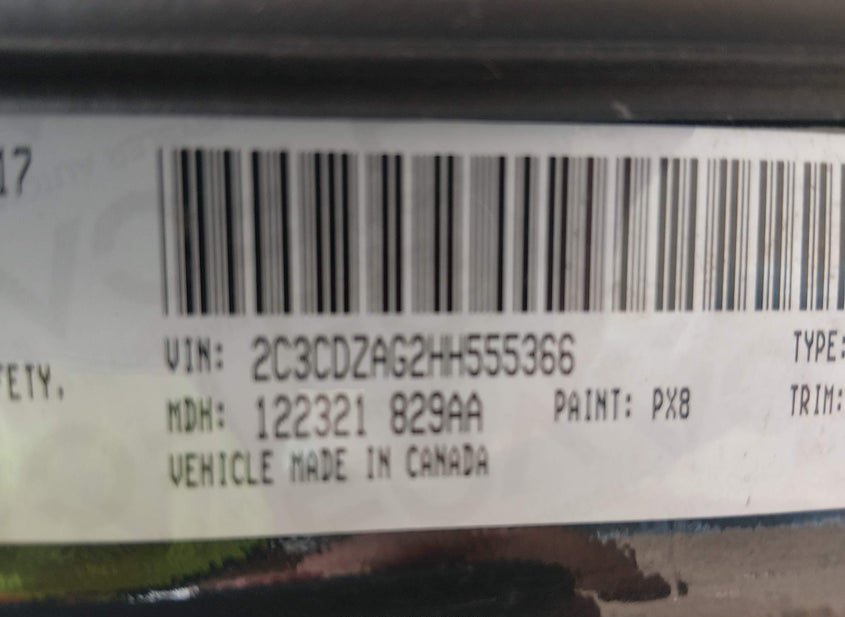 17
VIN: 2C3CDZAG2HH555366
TYPE:
FETY.
MDH: 122321 829AA
PAINT: PX8
TRIM:
VEHICLE MADE IN CANADA